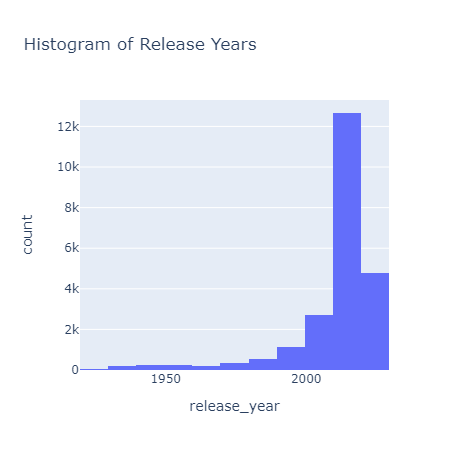 Histogram of Release Years
12k
10k
8k
6k
4k
2k
0
count
1950
2000
release_year